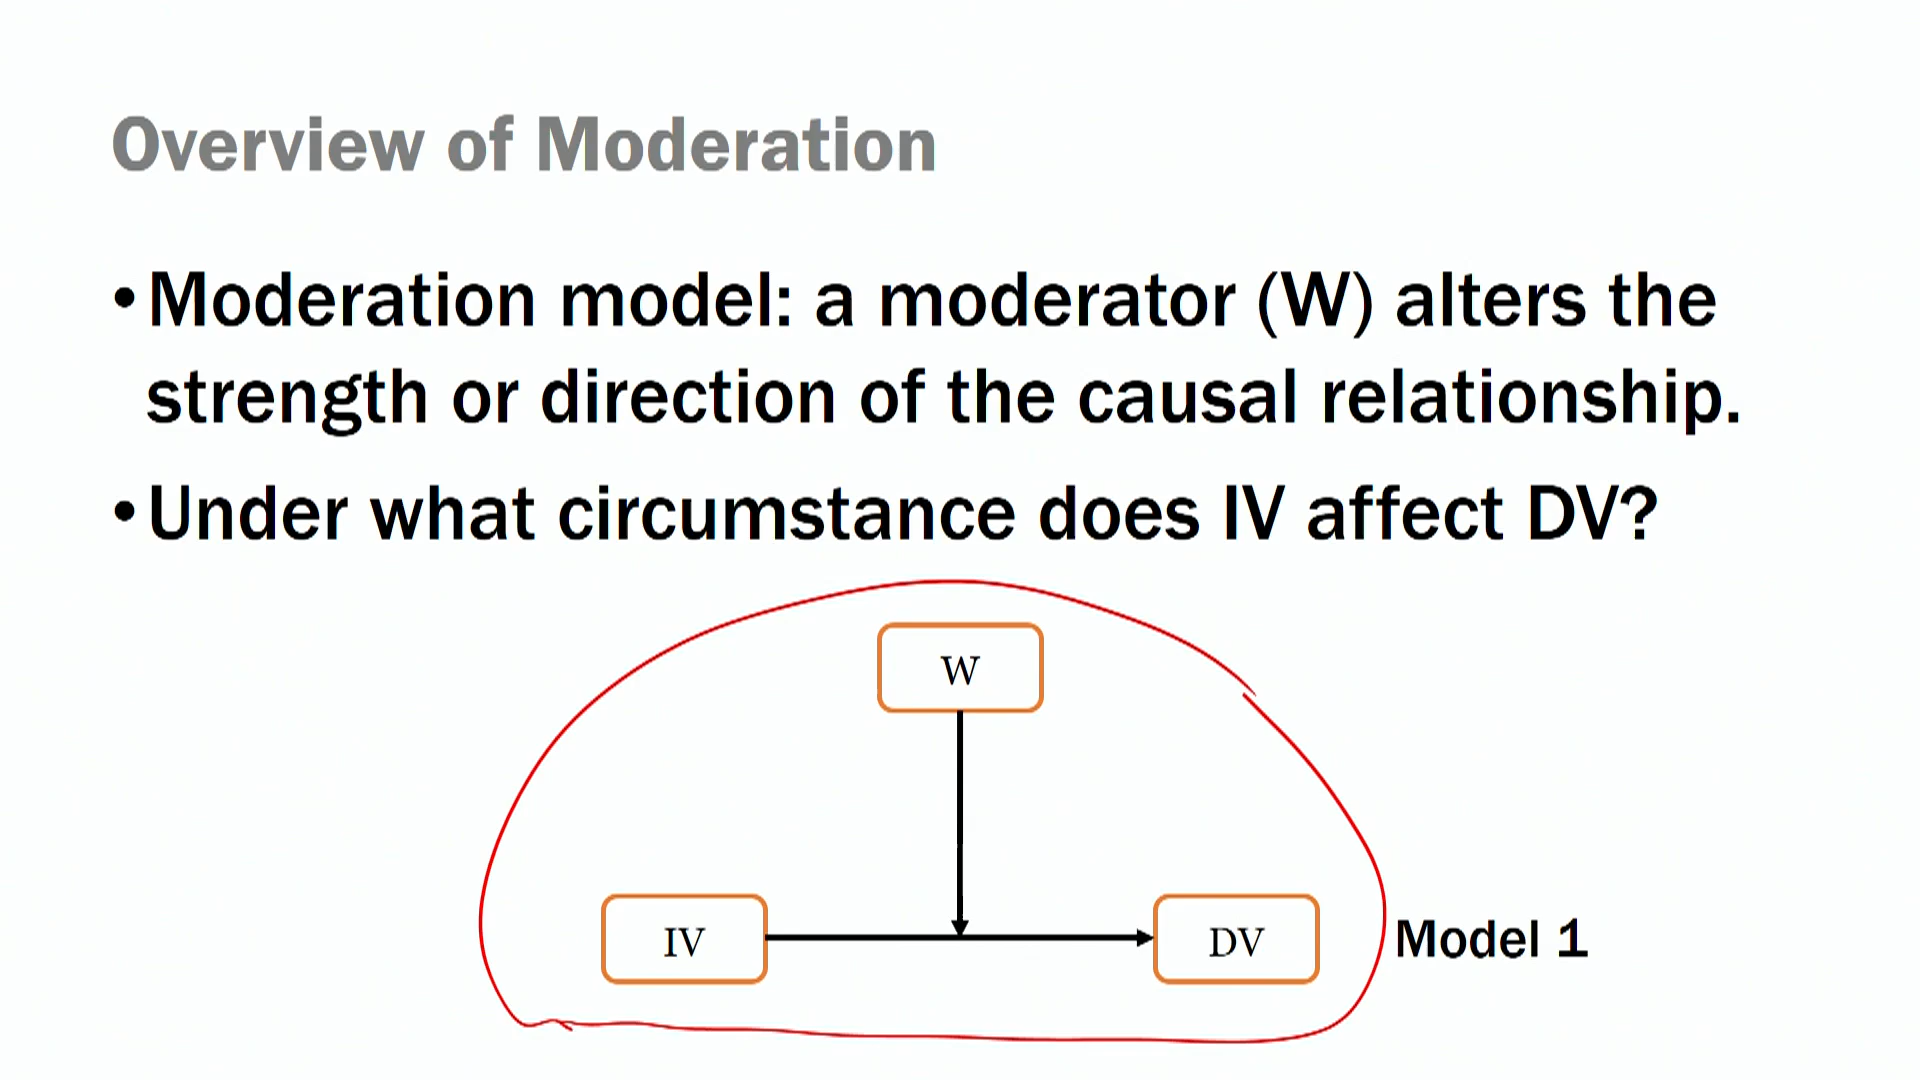 Overview of Moderation
•Moderation model: a moderator (W) alters the
strength or direction of the causal relationship.
•Under what circumstance does IV affect DV?
W
IV
DV
Model 1